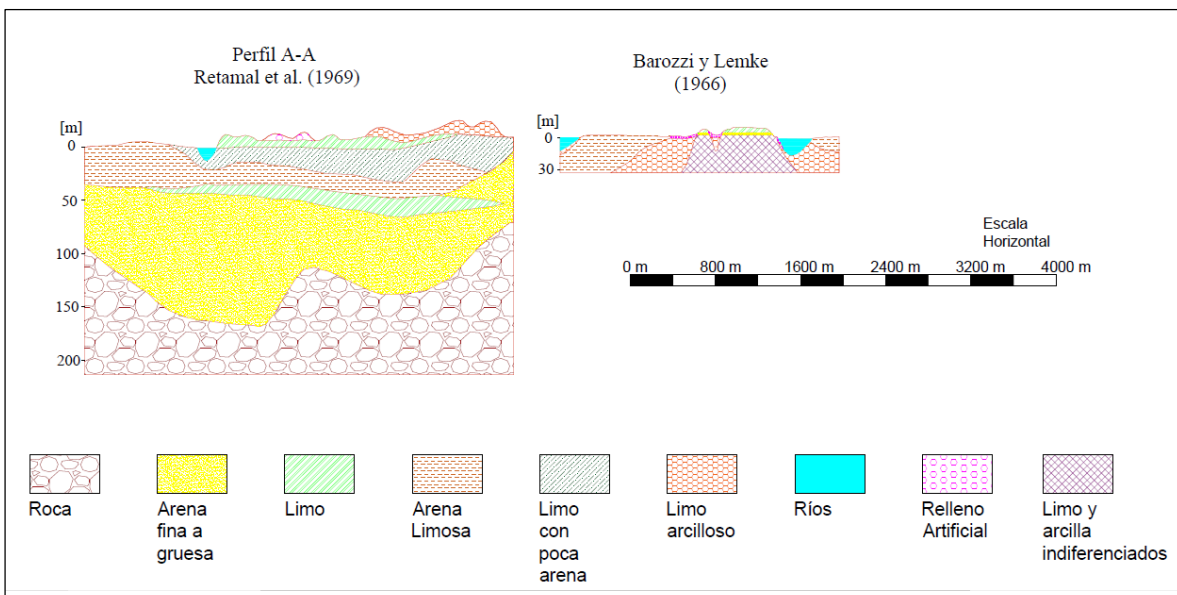 Perfil A-A
Retamal et al. (1969)
Barozzi y Lemke
(1966)
[m]
0
50
100
150
200
[m]
0
30
Escala
Horizontal
0 m 800 m 1600 m 2400 m 3200 m 4000 m
Roca
Arena
fina a
gruesa
Limo
Arena
Limosa
Limo
con
poca
arena
Limo
arcilloso
Ríos
Relleno
Artificial
Limo y
arcilla
indiferenciados